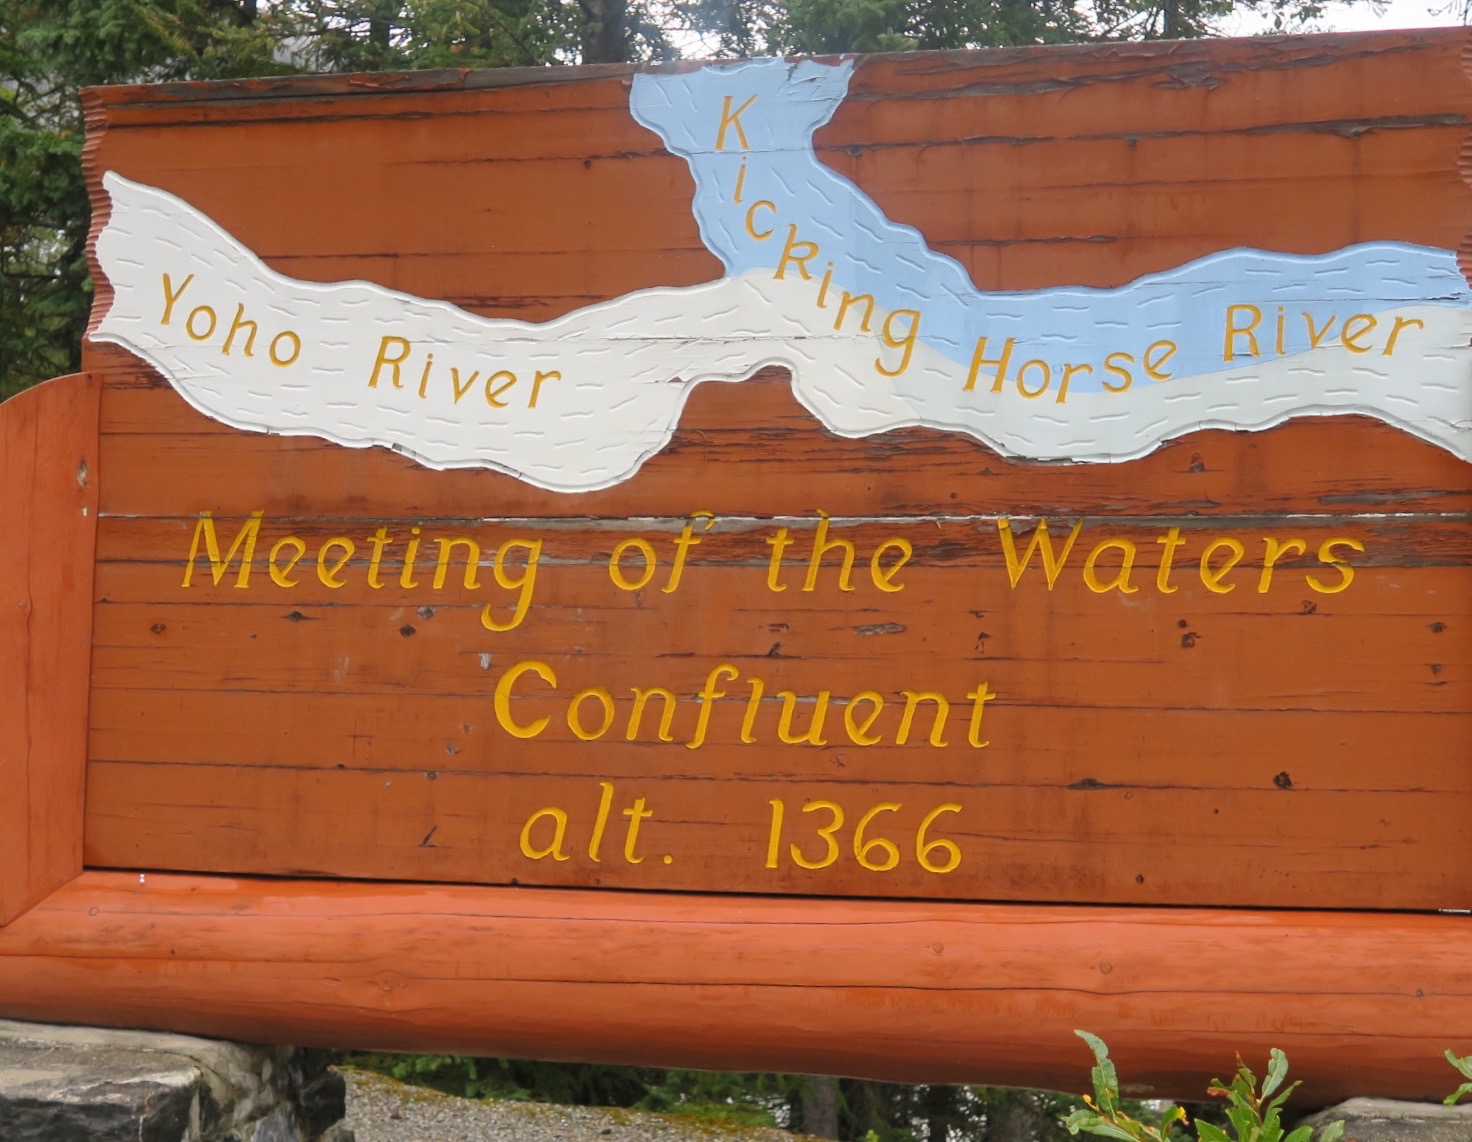 Kicking Horse River
Yoho River
Meeting of the Waters
Confluent
alt. 1366